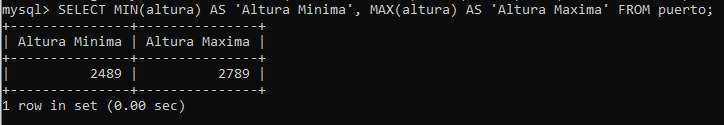 mysql> SELECT MIN(altura) AS 'Altura Minima', MAX(altura) AS 'Altura Maxima' FROM puerto;
+---------------+---------------+
| Altura Minima | Altura Maxima |
+---------------+---------------+
|          2489 |          2789 |
+---------------+---------------+
1 row in set (0.00 sec)